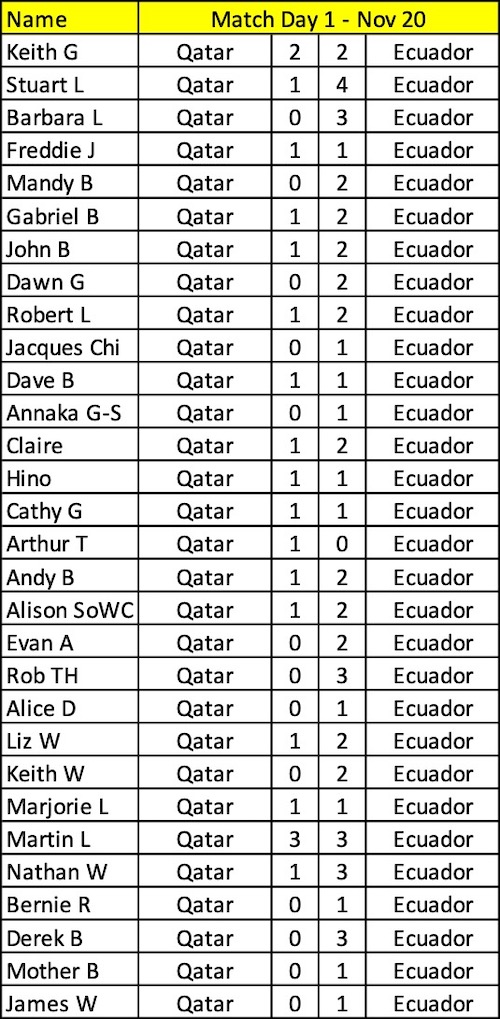 Name Match Day 1 - Nov 20
Keith G Qatar 2 2 Ecuador
Stuart L Qatar 1 4 Ecuador
Barbara L Qatar 0 3 Ecuador
Freddie J Qatar 1 1 Ecuador
Mandy B Qatar 0 2 Ecuador
Gabriel B Qatar 1 2 Ecuador
John B Qatar 1 2 Ecuador
Dawn G Qatar 0 2 Ecuador
Robert L Qatar 1 2 Ecuador
Jacques Chi Qatar 0 1 Ecuador
Dave B Qatar 1 1 Ecuador
Annaka G-S Qatar 0 1 Ecuador
Claire Qatar 1 2 Ecuador
Hino Qatar 1 1 Ecuador
Cathy G Qatar 1 1 Ecuador
Arthur T Qatar 1 0 Ecuador
Andy B Qatar 1 2 Ecuador
Alison SoWC Qatar 1 2 Ecuador
Evan A Qatar 0 2 Ecuador
Rob TH Qatar 0 3 Ecuador
Alice D Qatar 0 1 Ecuador
Liz W Qatar 1 2 Ecuador
Keith W Qatar 0 2 Ecuador
Marjorie L Qatar 1 1 Ecuador
Martin L Qatar 3 3 Ecuador
Nathan W Qatar 1 3 Ecuador
Bernie R Qatar 0 1 Ecuador
Derek B Qatar 0 3 Ecuador
Mother B Qatar 0 1 Ecuador
James W Qatar 0 1 Ecuador